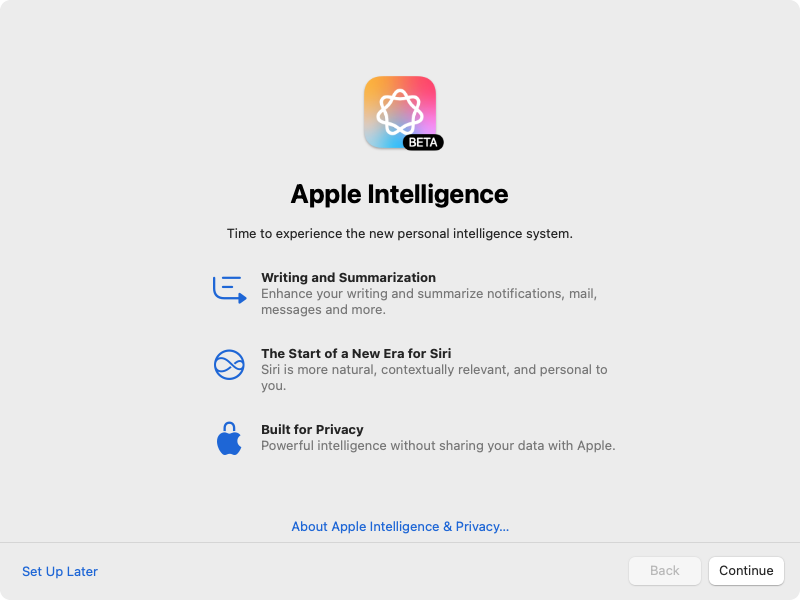 BETA
Apple Intelligence
Time to experience the new personal intelligence system.
Writing and Summarization
Enhance your writing and summarize notifications, mail,
messages and more.
The Start of a New Era for Siri
Siri is more natural, contextually relevant, and personal to
you.
Built for Privacy
Powerful intelligence without sharing your data with Apple.
About Apple Intelligence & Privacy...
Set Up Later
Back
Continue